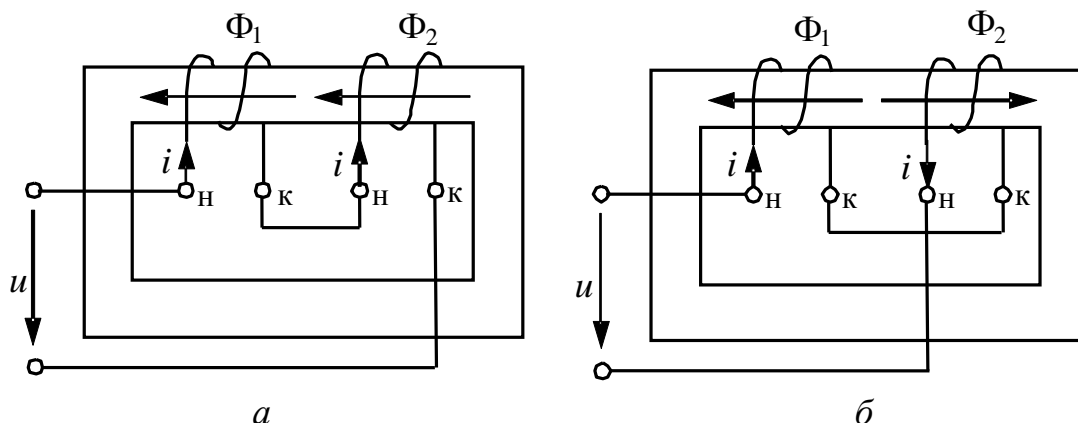 Φ₁ Φ₂
i н к i н к
u
а
Φ₁ Φ₂
i н к i н к
u
б